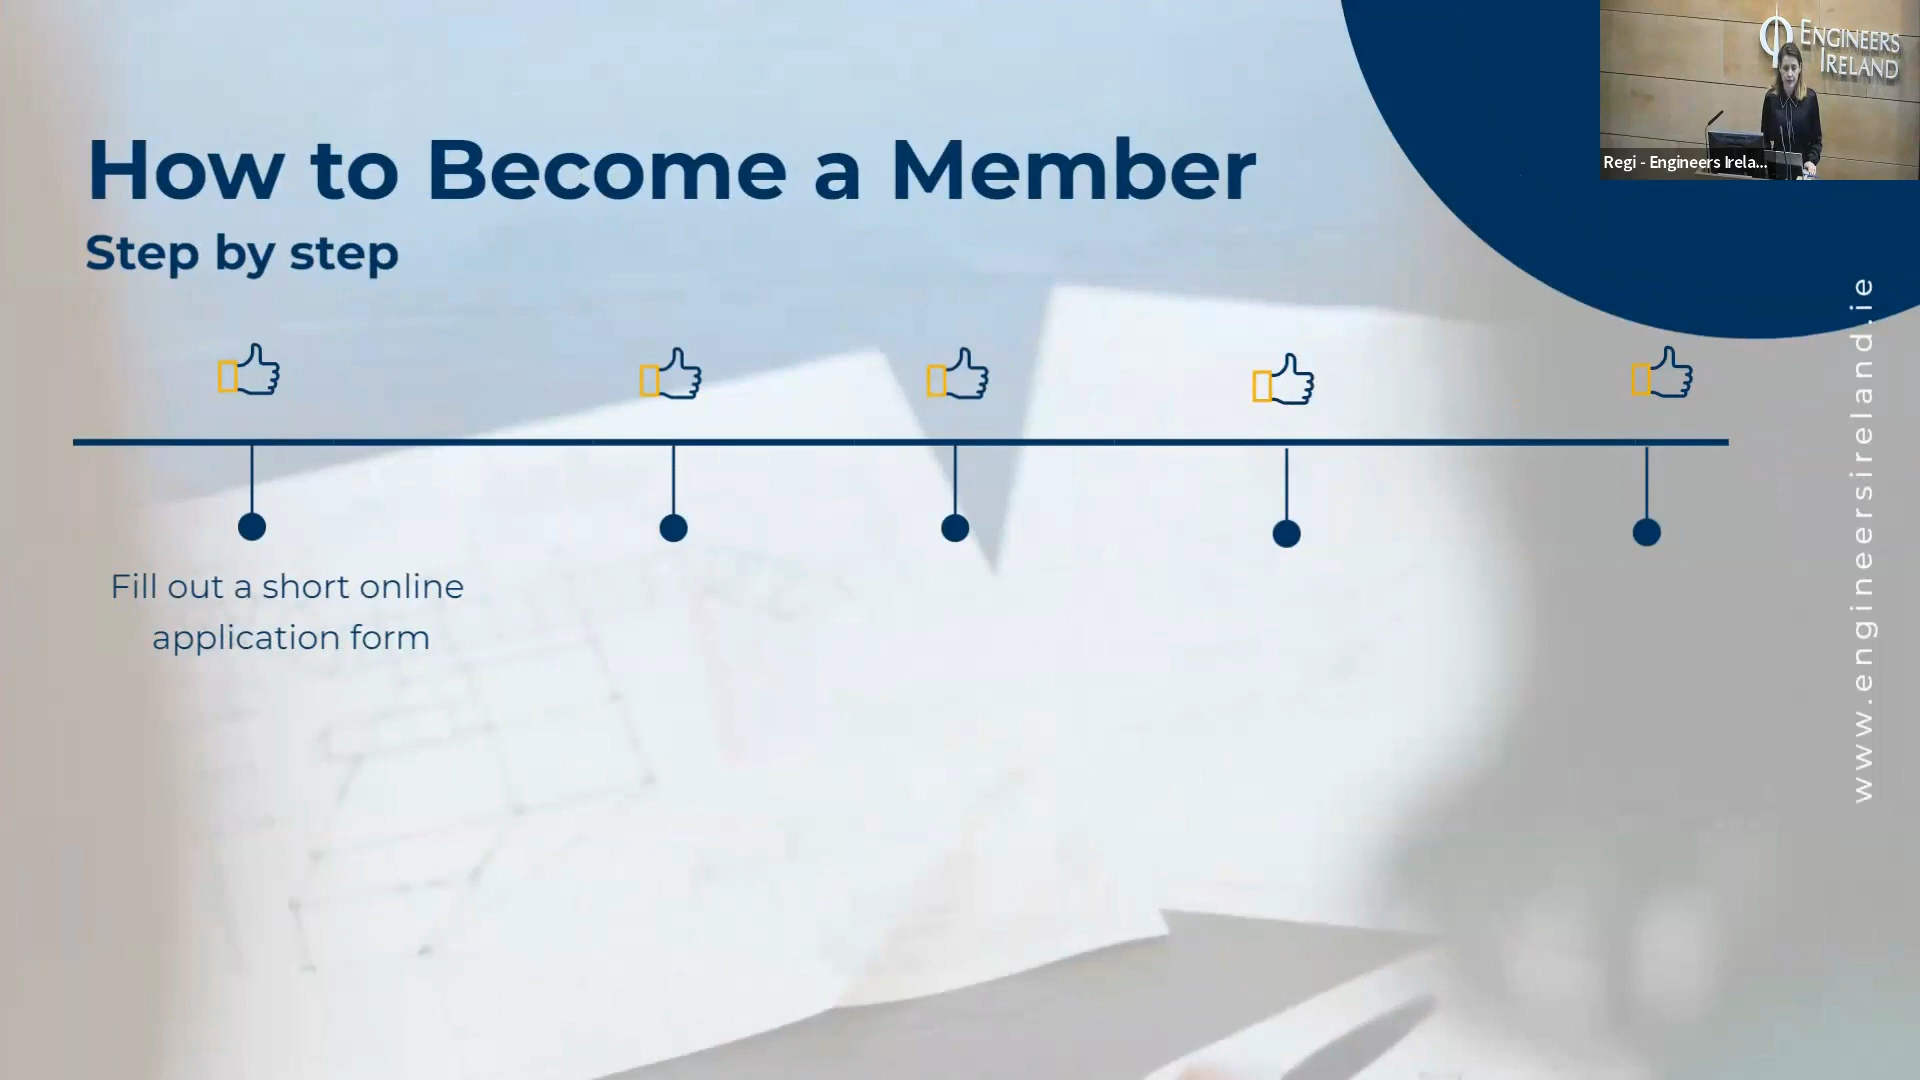 How to Become a Member
Step by step
Fill out a short online
application form
www.engineersireland.ie
ENGINEERS
IRELAND
Regi - Engineers Irela...